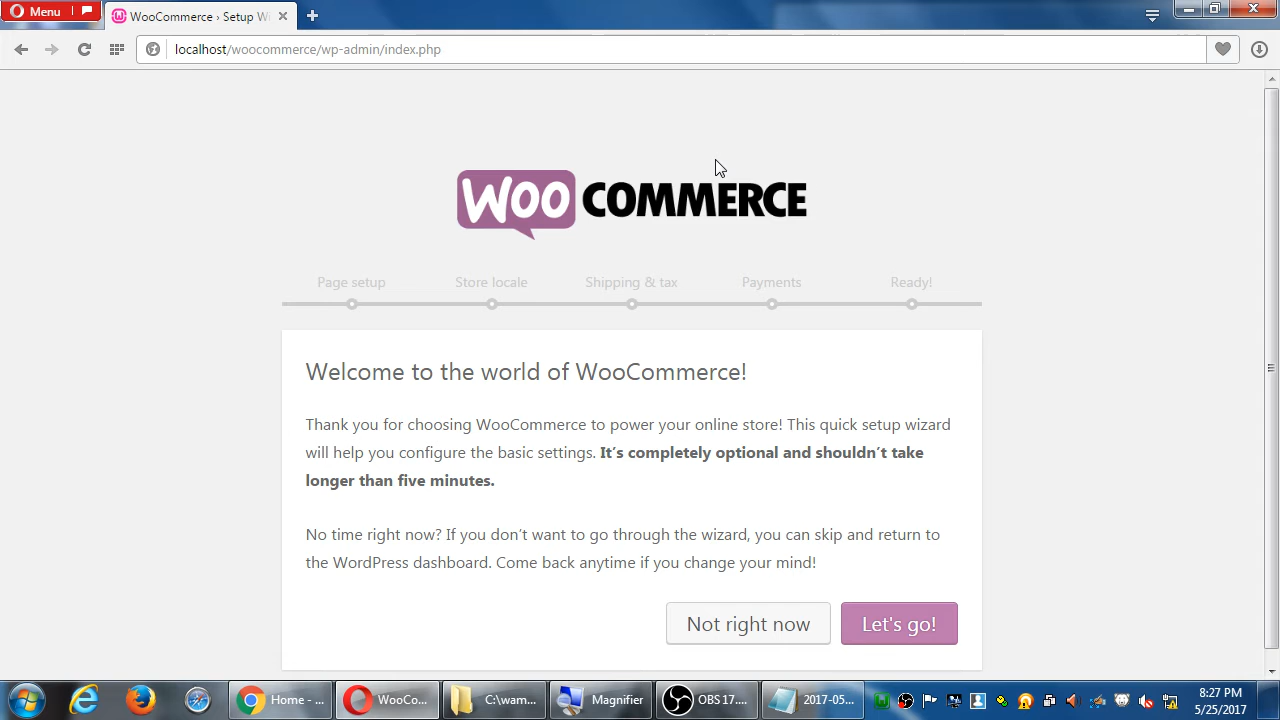 Menu
WooCommerce › Setup Wi
localhost/woocommerce/wp-admin/index.php
WOO COMMERCE
Page setup Store locale Shipping & tax Payments Ready!
Welcome to the world of WooCommerce!
Thank you for choosing WooCommerce to power your online store! This quick setup wizard
will help you configure the basic settings. It’s completely optional and shouldn’t take
longer than five minutes.
No time right now? If you don’t want to go through the wizard, you can skip and return to
the WordPress dashboard. Come back anytime if you change your mind!
Not right now Let's go!
Home - ... WooCo... C:\wam... Magnifier OBS 17.... 2017-05...
8:27 PM
5/25/2017